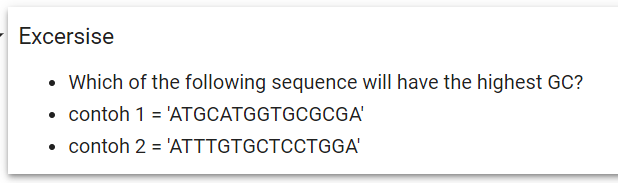 Excersise
• Which of the following sequence will have the highest GC?
• contoh 1 = 'ATGCATGGTGCGCGA'
• contoh 2 = 'ATTTGTGCTCCTGGA'